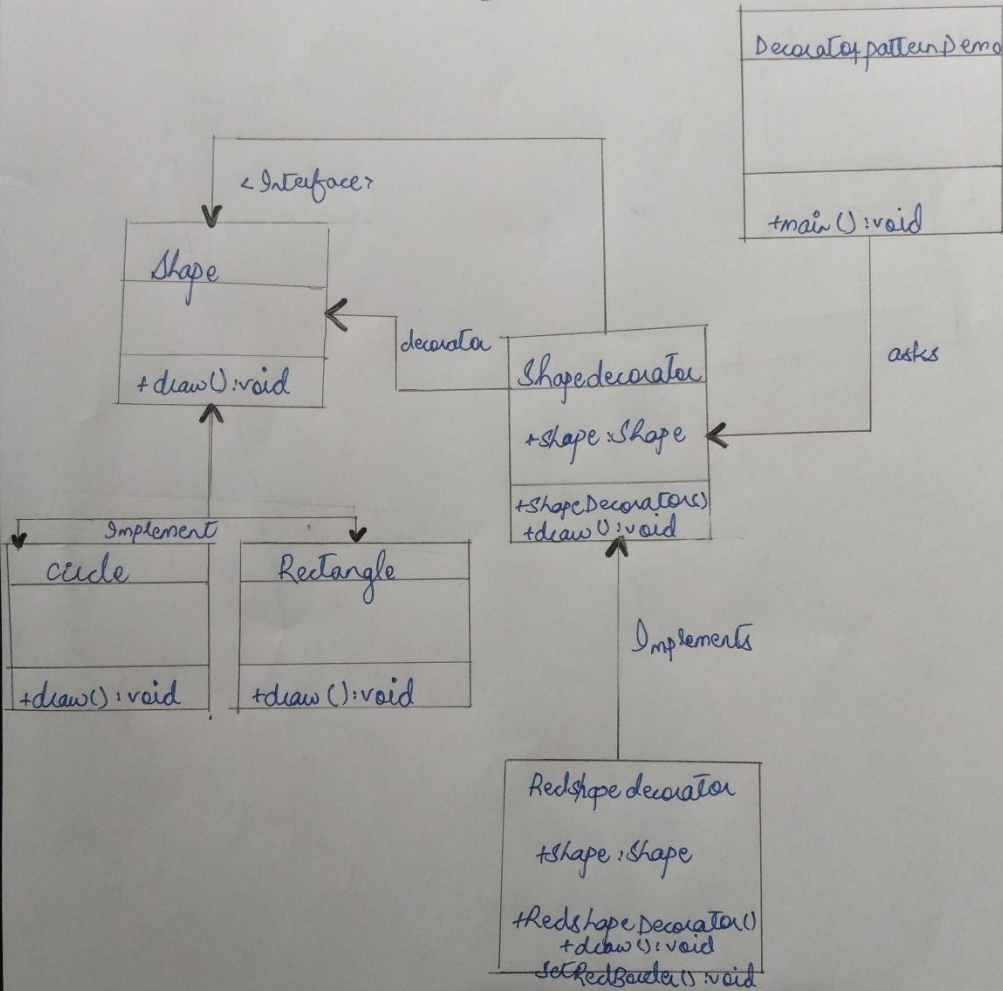 DecoratorpatternDemo
+main():void
<Interface>
Shape
+draw():void
decorator
asks
Shapedecorator
+shape:Shape
+ShapeDecorator()
+draw():void
Implement
circle
+draw():void
Rectangle
+draw():void
Implements
Redshape decorator
+shape:Shape
+RedshapeDecorator()
+draw():void
setRedBorder():void